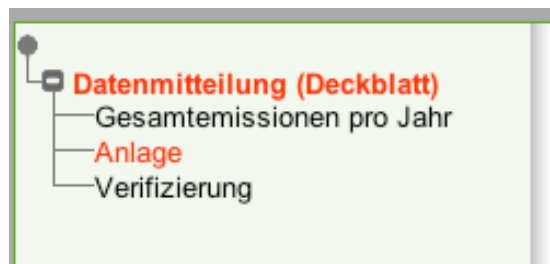 Datenmitteilung (Deckblatt)
Gesamtemissionen pro Jahr
Anlage
Verifizierung